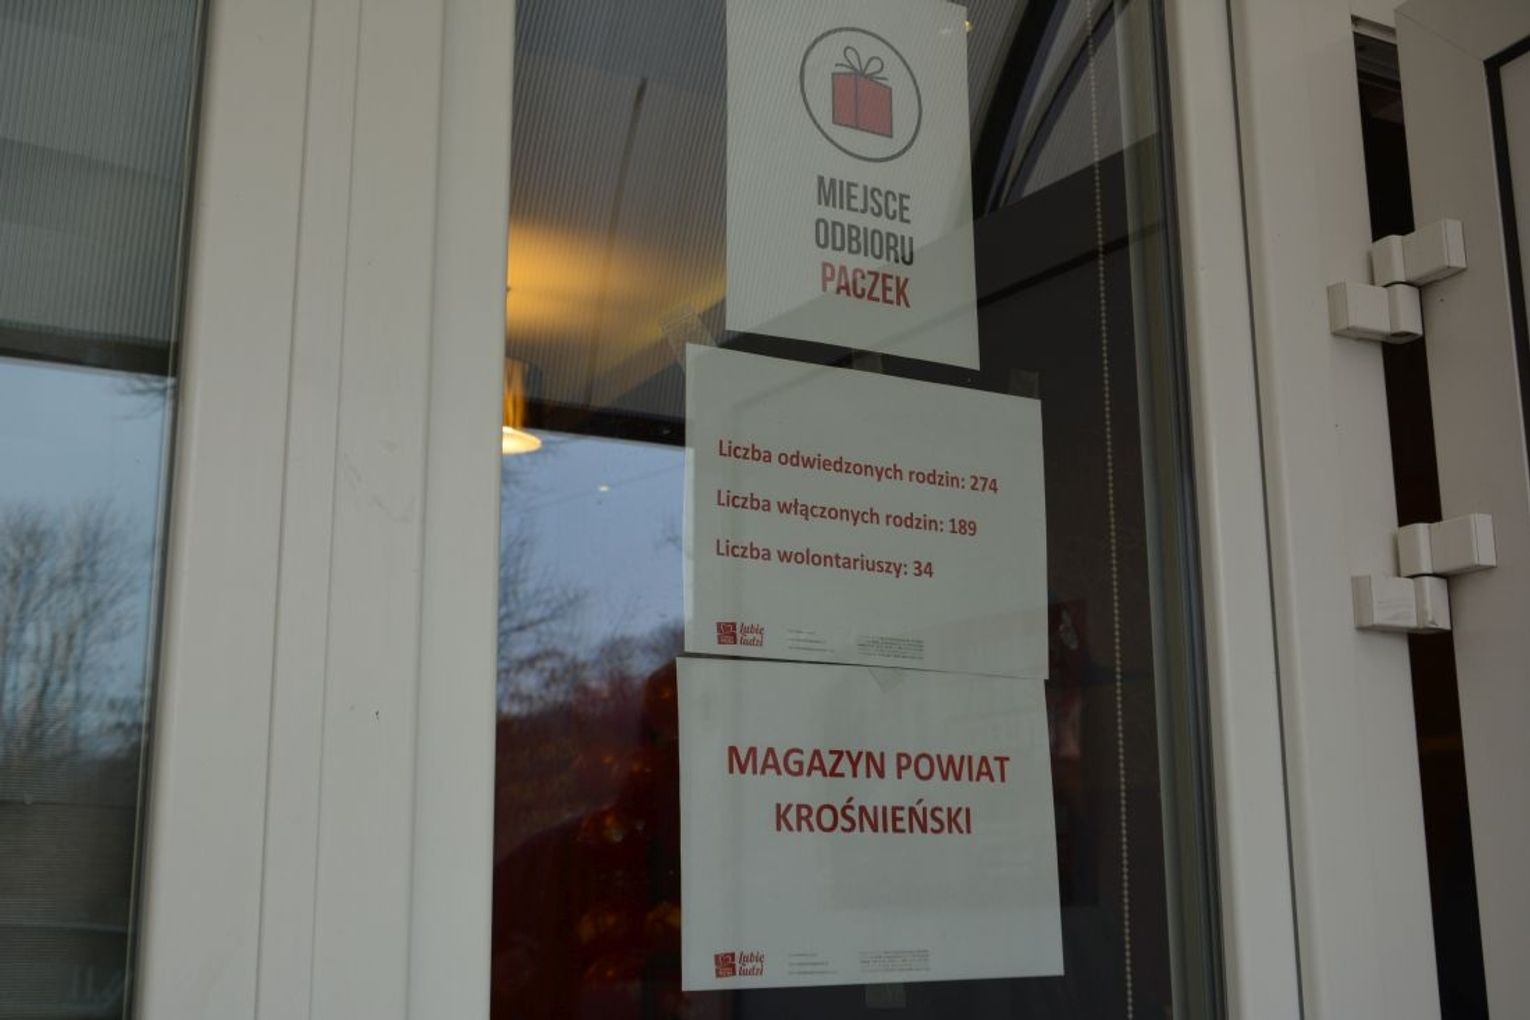 MIEJSCE
ODBIORU
PACZEK
Liczba odwiedzonych rodzin: 274
Liczba włączonych rodzin: 189
Liczba wolontariuszy: 34
lubię
ludzi
MAGAZYN POWIAT
KROŚNIEŃSKI
lubię
ludzi